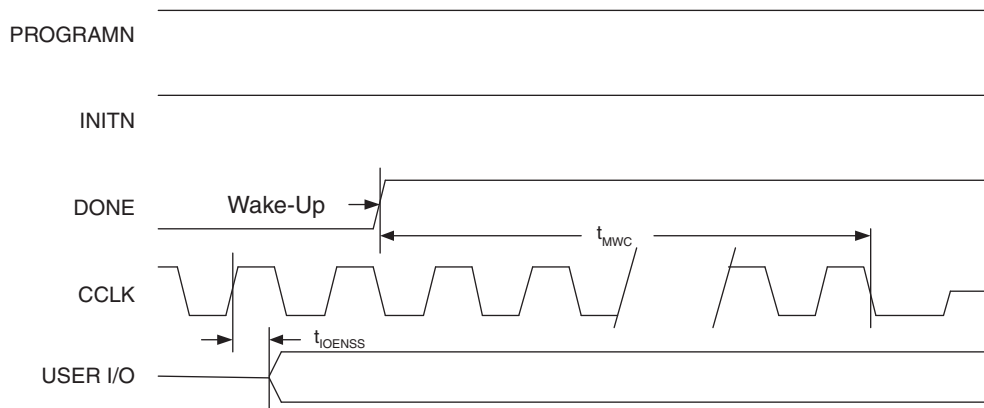 PROGRAMN
INITN
DONE
Wake-Up
tMWC
CCLK
tIOENSS
USER I/O